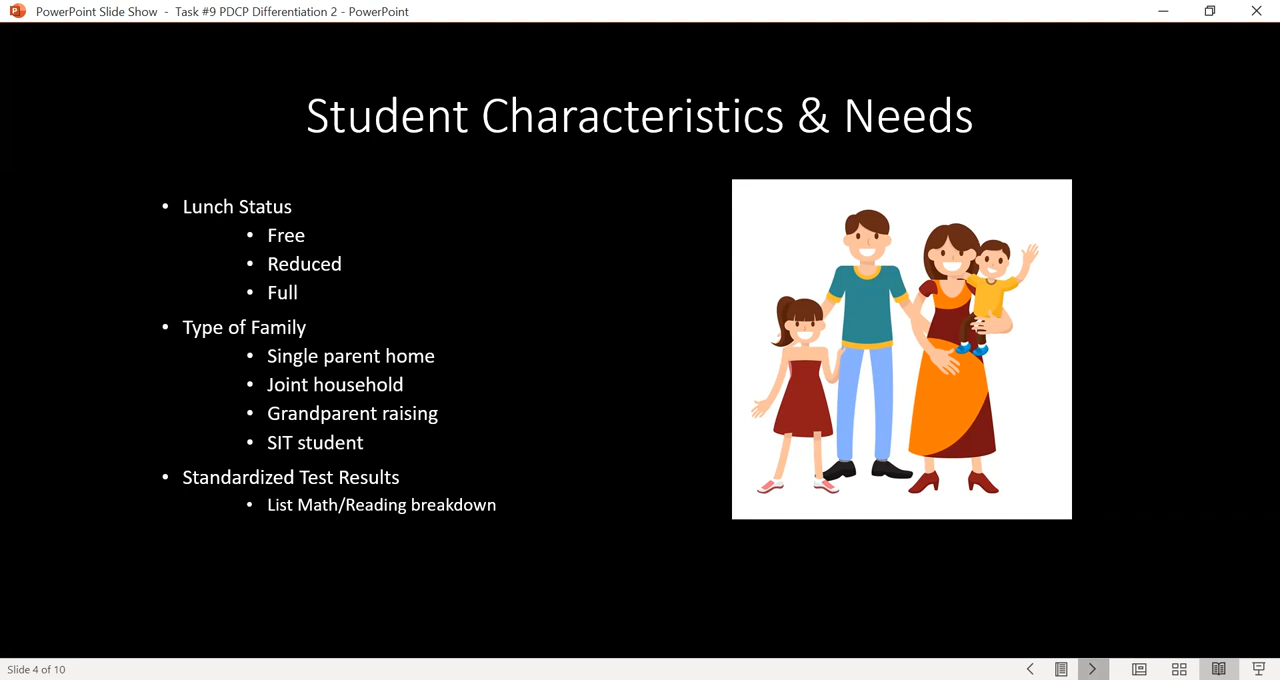 PowerPoint Slide Show - Task #9 PDCP Differentiation 2 - PowerPoint
Student Characteristics & Needs
• Lunch Status
• Free
• Reduced
• Full
• Type of Family
• Single parent home
• Joint household
• Grandparent raising
• SIT student
• Standardized Test Results
• List Math/Reading breakdown
Slide 4 of 10